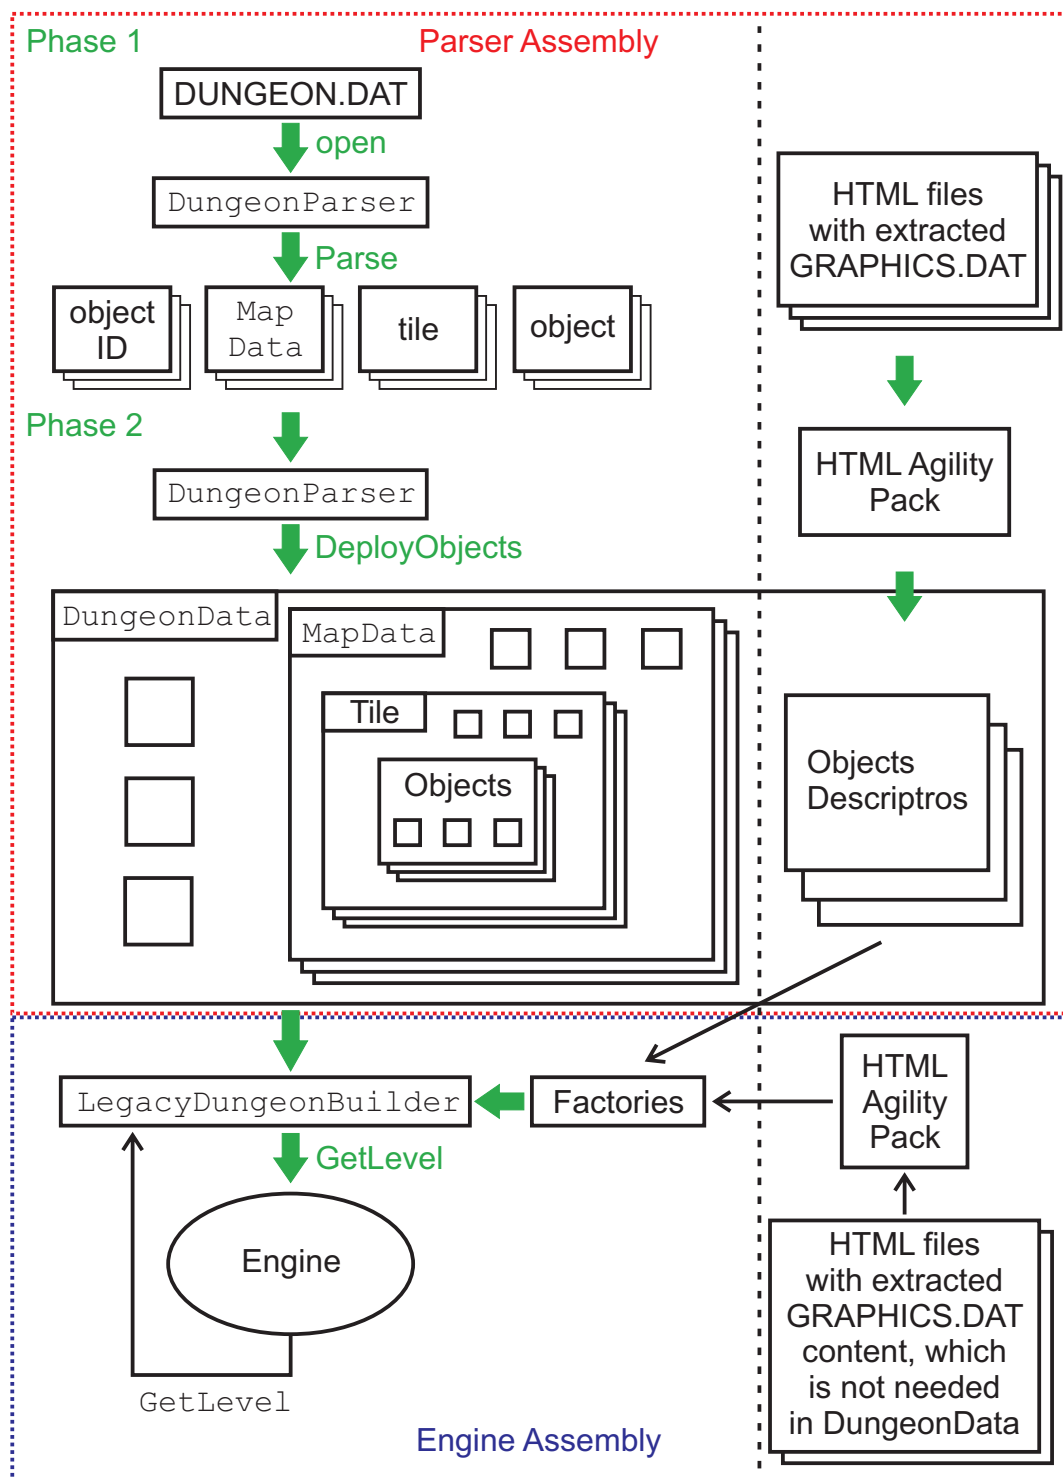 Phase 1
Parser Assembly
DUNGEON.DAT
open
DungeonParser
Parse
object
ID
Map
Data
tile
object
HTML files
with extracted
GRAPHICS.DAT
Phase 2
DungeonParser
DeployObjects
HTML Agility
Pack
DungeonData
MapData
Tile
Objects
Objects
Descriptros
LegacyDungeonBuilder
Factories
HTML
Agility
Pack
GetLevel
Engine
GetLevel
HTML files
with extracted
GRAPHICS.DAT
content, which
is not needed
in DungeonData
Engine Assembly